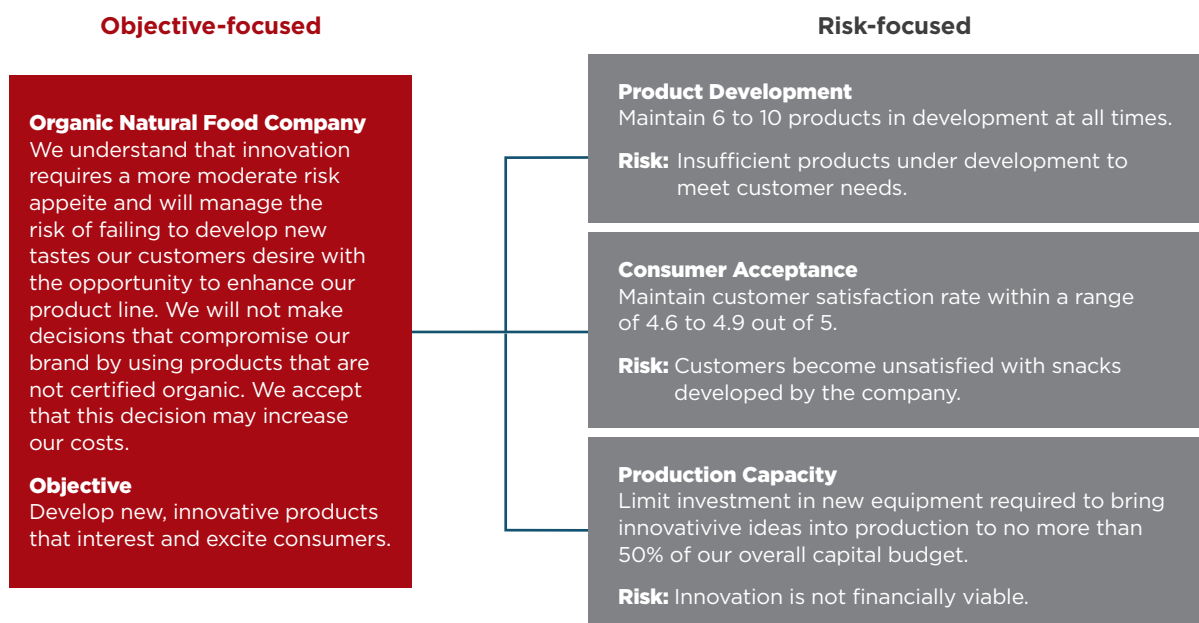 Objective-focused
Organic Natural Food Company
We understand that innovation
requires a more moderate risk
appeite and will manage the
risk of failing to develop new
tastes our customers desire with
the opportunity to enhance our
product line. We will not make
decisions that compromise our
brand by using products that are
not certified organic. We accept
that this decision may increase
our costs.
Objective
Develop new, innovative products
that interest and excite consumers.
Risk-focused
Product Development
Maintain 6 to 10 products in development at all times.
Risk: Insufficient products under development to
meet customer needs.
Consumer Acceptance
Maintain customer satisfaction rate within a range
of 4.6 to 4.9 out of 5.
Risk: Customers become unsatisfied with snacks
developed by the company.
Production Capacity
Limit investment in new equipment required to bring
innovativive ideas into production to no more than
50% of our overall capital budget.
Risk: Innovation is not financially viable.